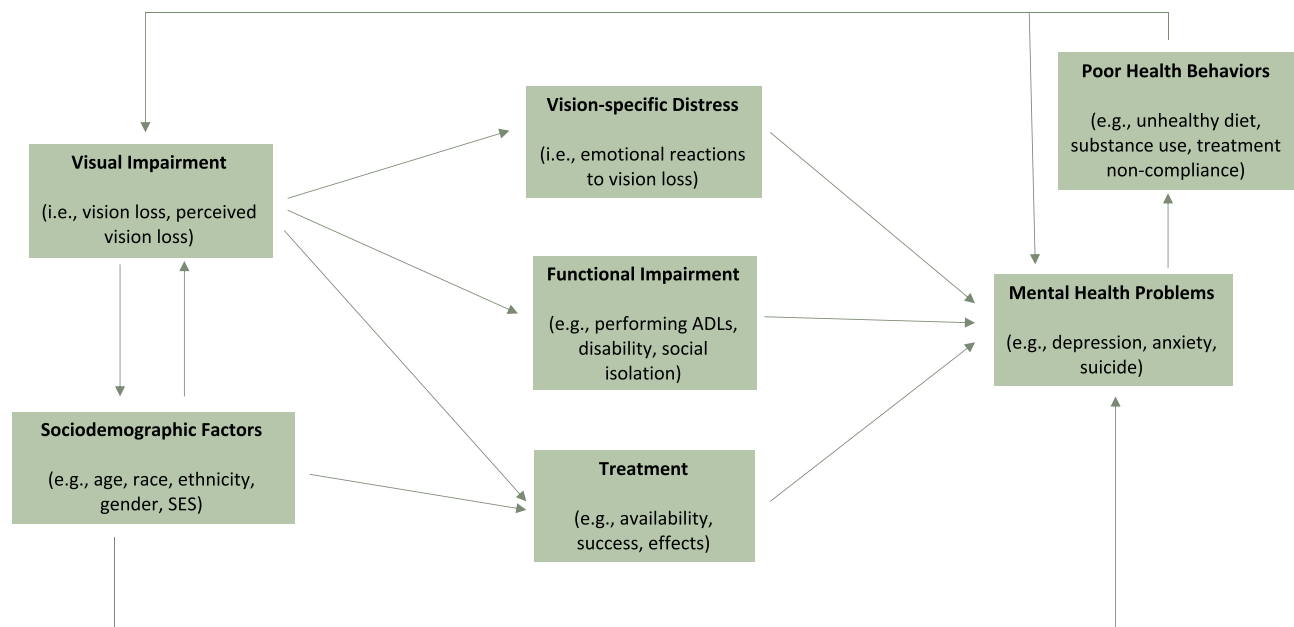 Poor Health Behaviors
(e.g., unhealthy diet,
substance use, treatment
non-compliance)
Vision-specific Distress
(i.e., emotional reactions
to vision loss)
Visual Impairment
(i.e., vision loss, perceived
vision loss)
Functional Impairment
(e.g., performing ADLs,
disability, social
isolation)
Mental Health Problems
(e.g., depression, anxiety,
suicide)
Sociodemographic Factors
(e.g., age, race, ethnicity,
gender, SES)
Treatment
(e.g., availability,
success, effects)